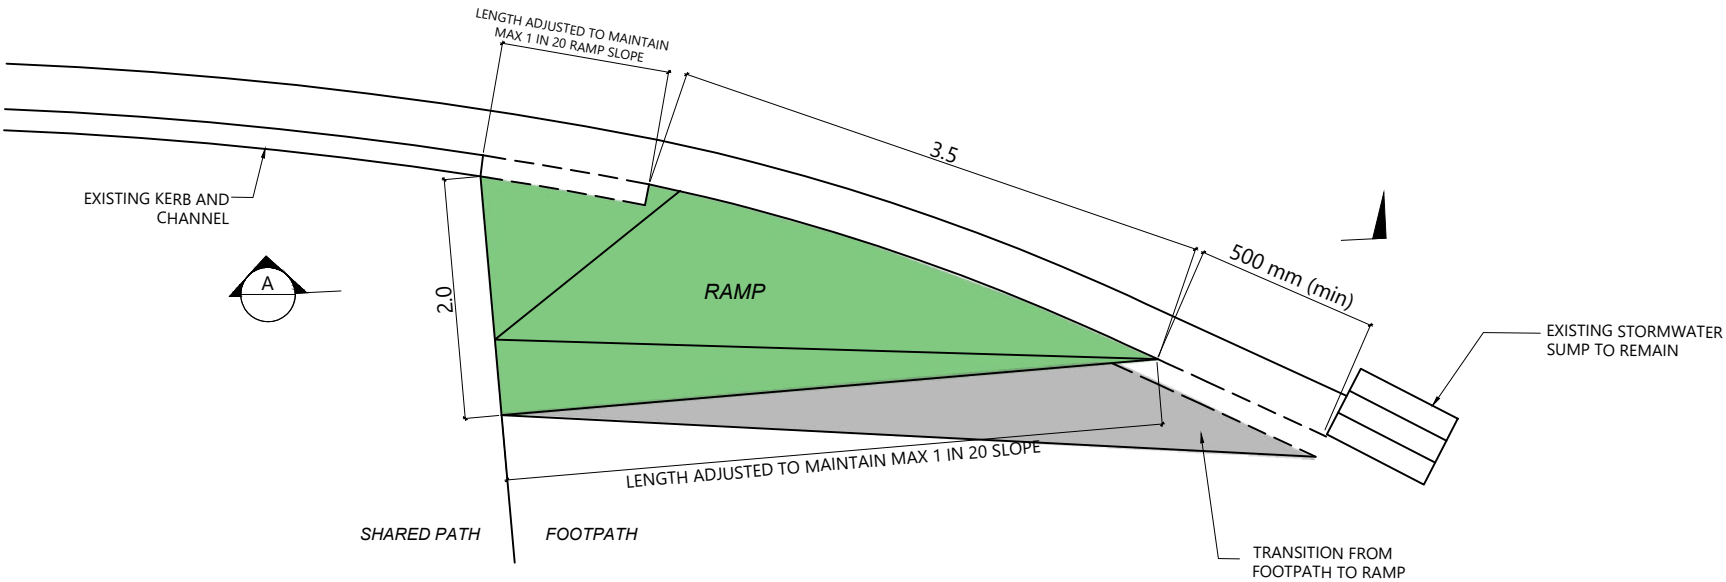 LENGTH ADJUSTED TO MAINTAIN
MAX 1 IN 20 RAMP SLOPE
3.5
EXISTING KERB AND
CHANNEL
500 mm (min)
A
2.0
RAMP
EXISTING STORMWATER
SUMP TO REMAIN
LENGTH ADJUSTED TO MAINTAIN MAX 1 IN 20 SLOPE
SHARED PATH
FOOTPATH
TRANSITION FROM
FOOTPATH TO RAMP